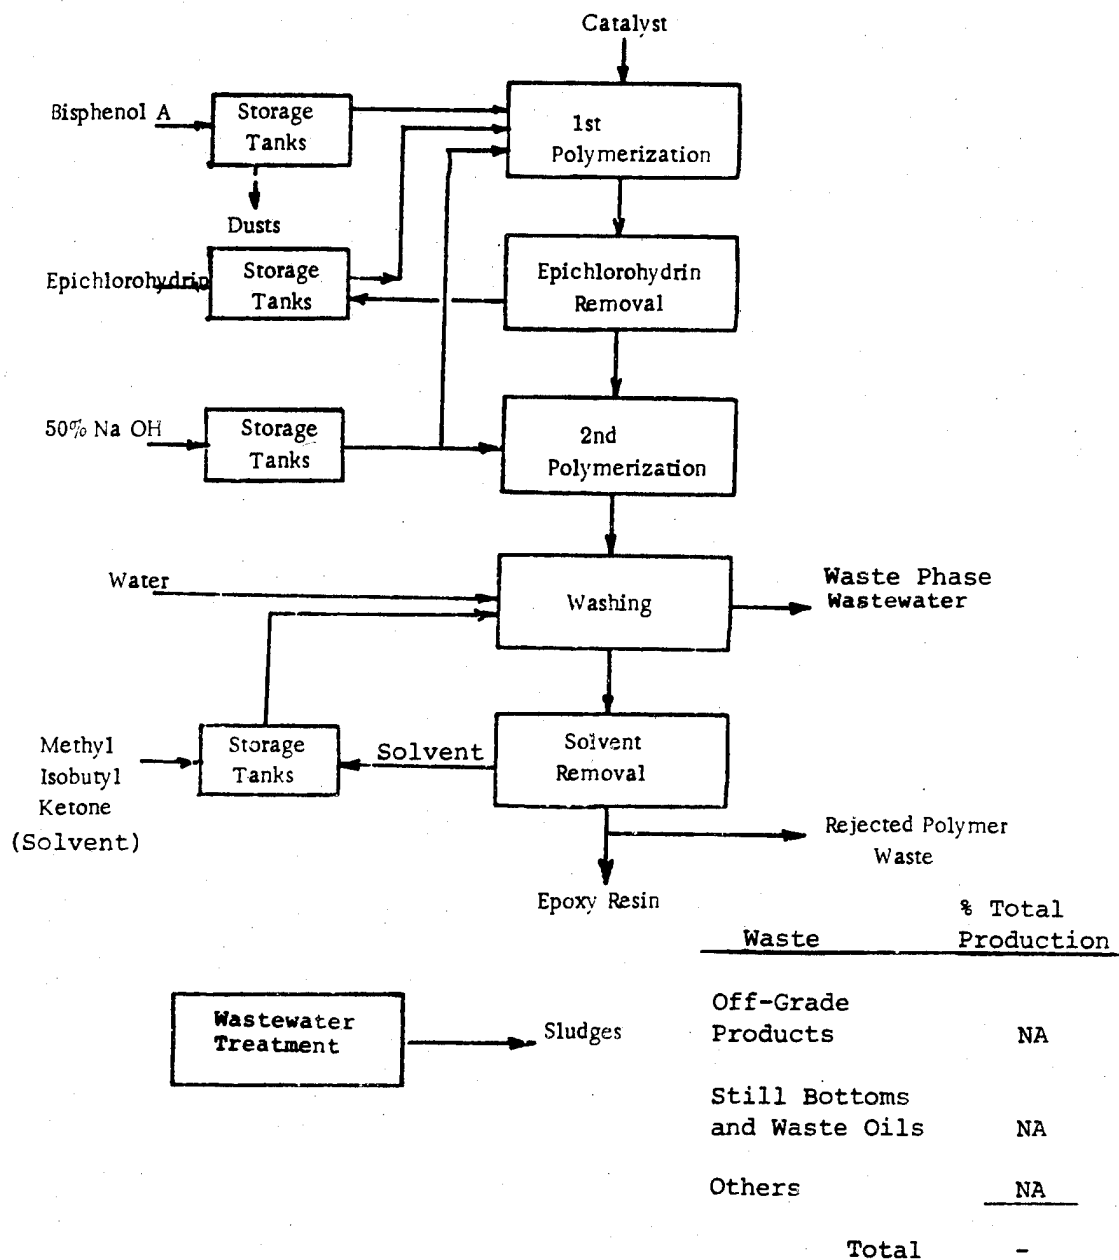 Catalyst
Bisphenol A
Storage
Tanks
1st
Polymerization
Dusts
Epichlorohydrin
Storage
Tanks
Epichlorohydrin
Removal
50% Na OH
Storage
Tanks
2nd
Polymerization
Water
Washing
Waste Phase
Wastewater
Methyl
Isobutyl
Ketone
(Solvent)
Storage
Tanks
Solvent
Solvent
Removal
Rejected Polymer
Waste
Epoxy Resin
% Total
Waste Production
Off-Grade
Products NA
Still Bottoms
and Waste Oils NA
Others NA
Total -
Wastewater
Treatment
Sludges